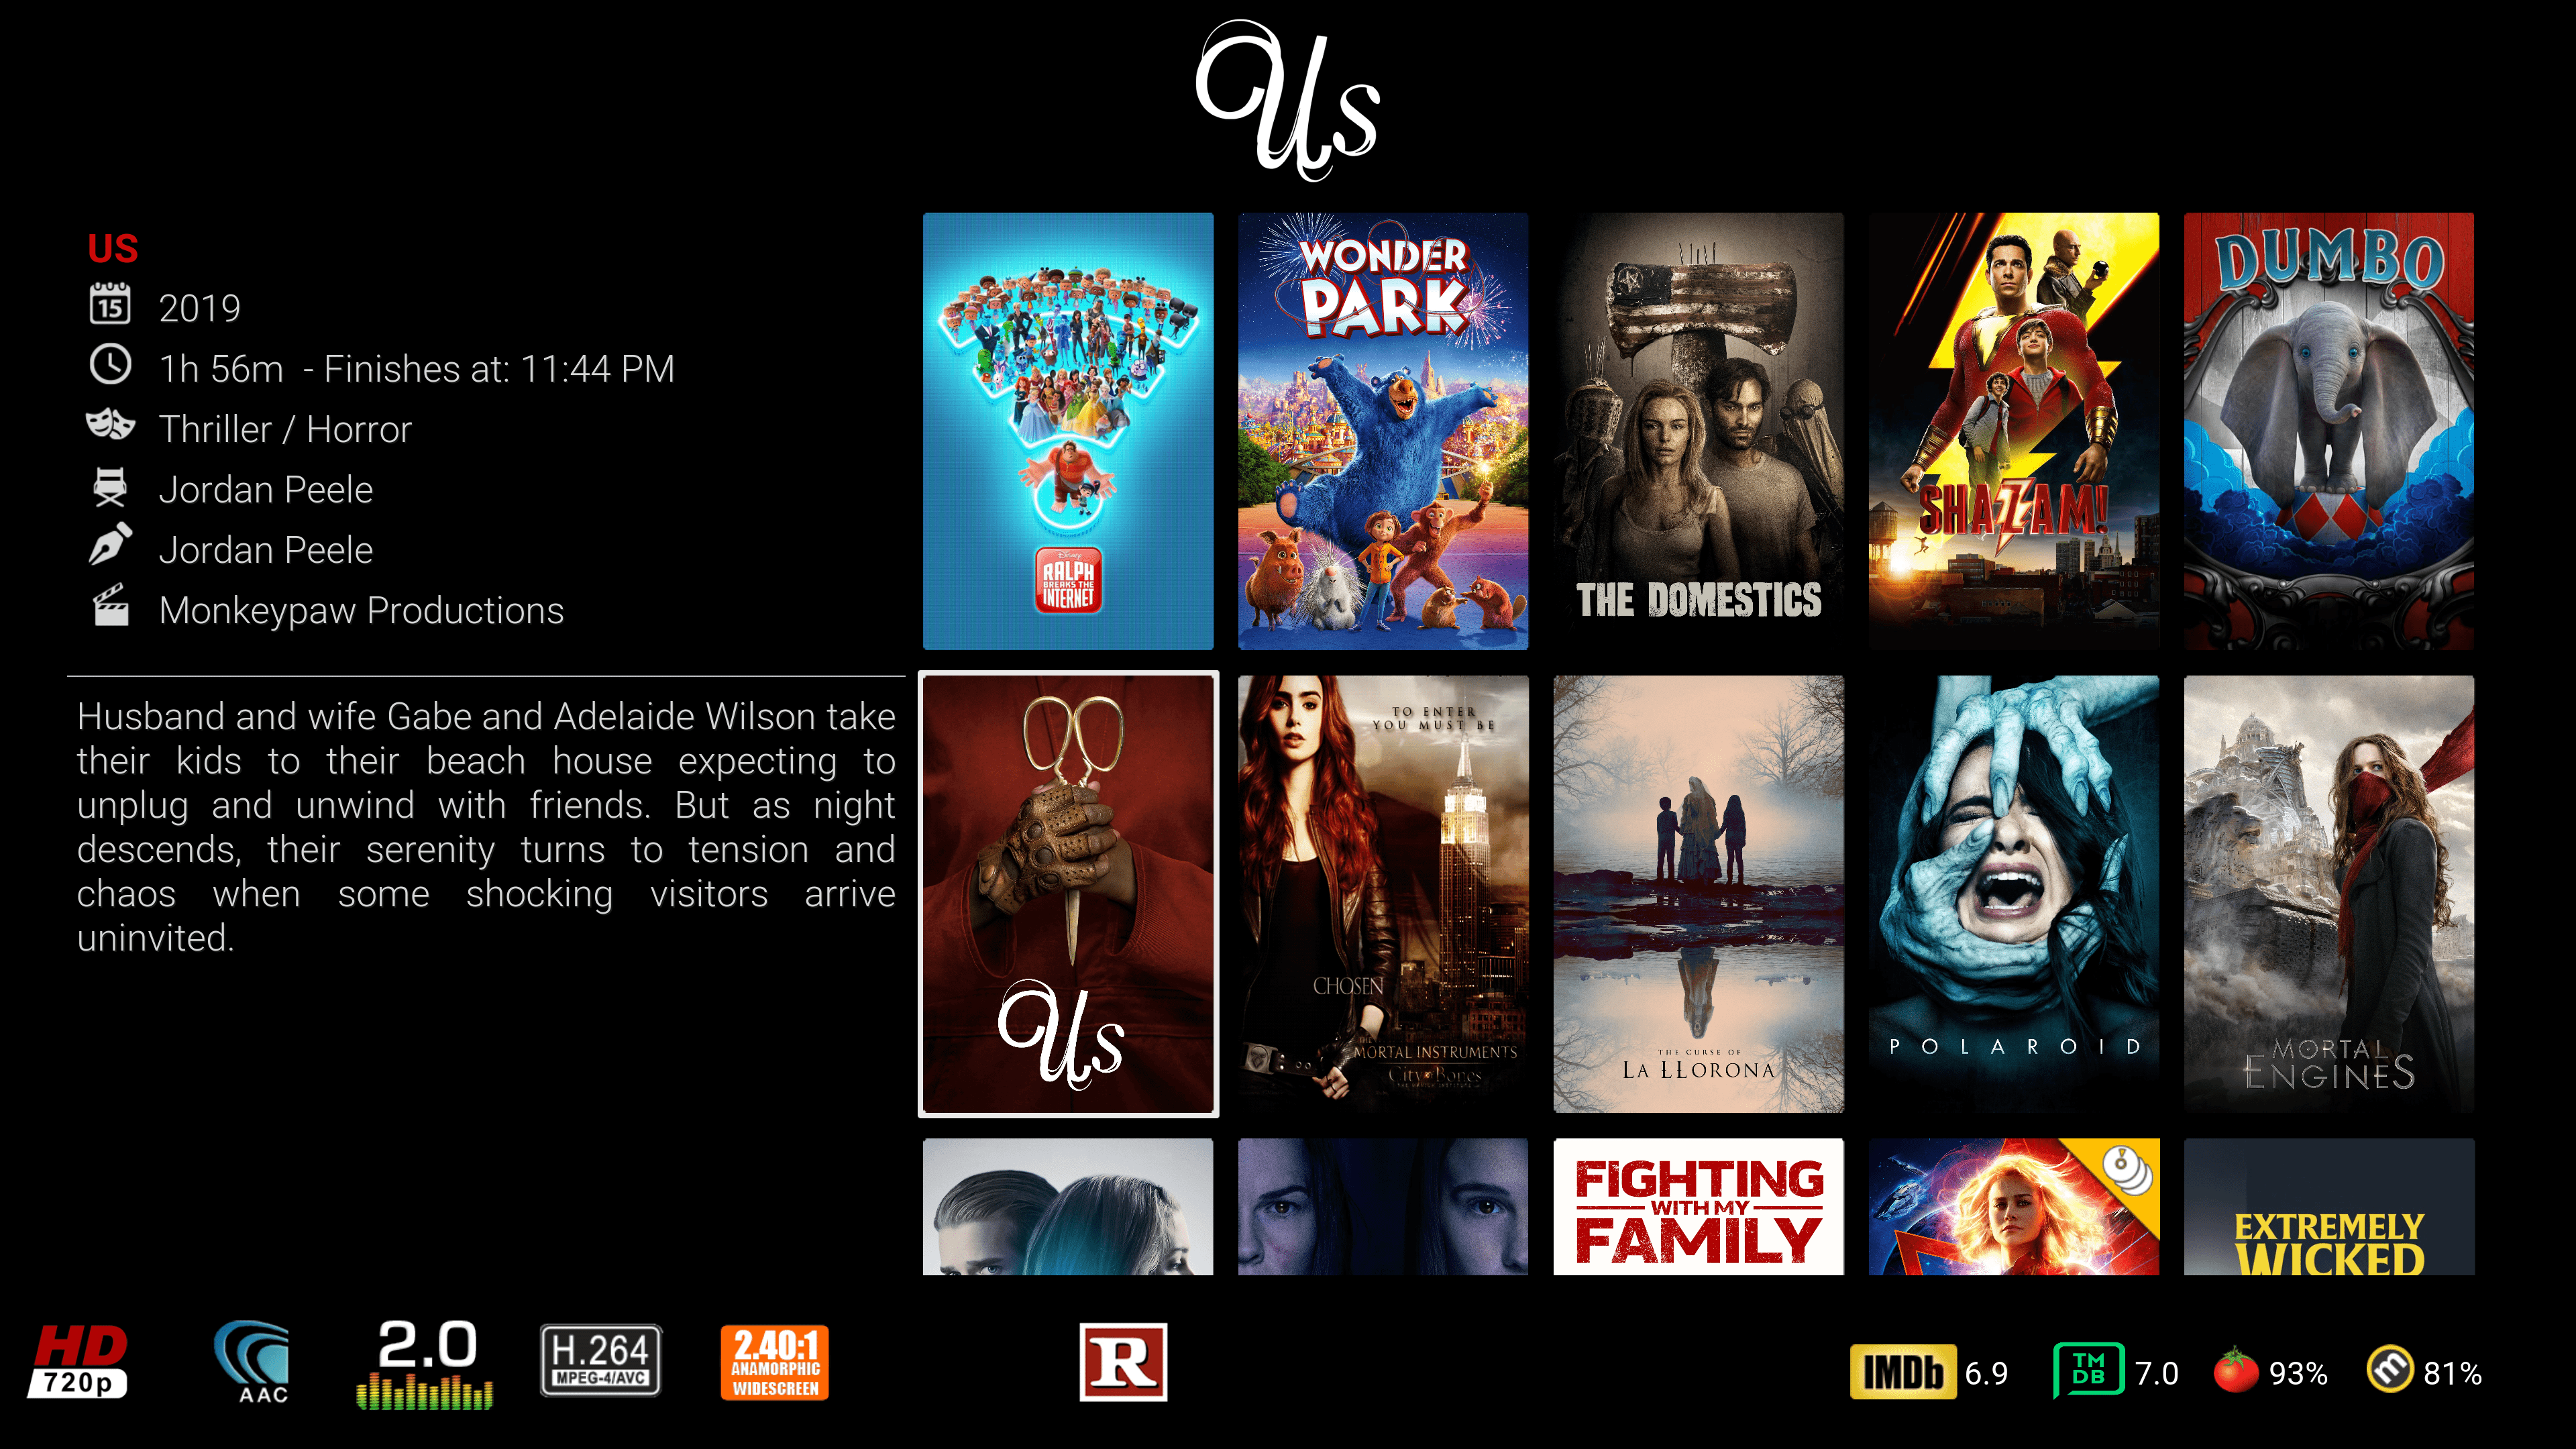 Us
US
15
2019
1h 56m - Finishes at: 11:44 PM
Thriller / Horror
Jordan Peele
Jordan Peele
Monkeypaw Productions
Husband and wife Gabe and Adelaide Wilson take
their kids to their beach house expecting to
unplug and unwind with friends. But as night
descends, their serenity turns to tension and
chaos when some shocking visitors arrive
uninvited.
Disney
RALPH
BREAKS THE
INTERNET
WONDER
PARK
THE DOMESTICS
SHAZAM!
DUMBO
Us
TO ENTER
YOU MUST BE
CHOSEN
THE
MORTAL INSTRUMENTS
City of Bones
THE CURSE OF
LA LLORONA
POLAROID
MORTAL
ENGINES
FIGHTING
WITH MY
FAMILY
EXTREMELY
WICKED
HD
720p
AAC
2.0
H.264
MPEG-4/AVC
2.40:1
ANAMORPHIC
WIDESCREEN
R
IMDb 6.9
TM
DB
7.0
93%
m
81%